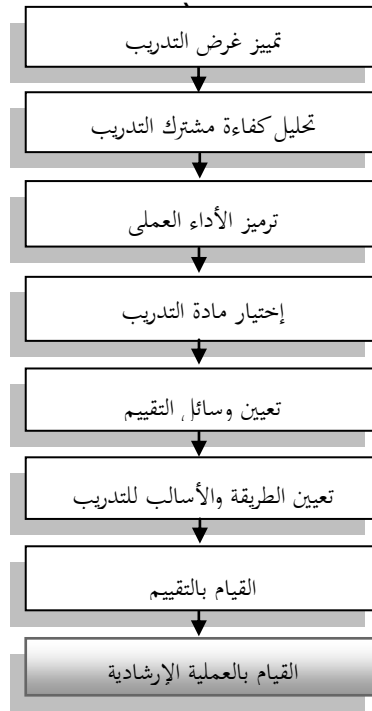 تمييز غرض التدريب
تحليل كفاءة مشترك التدريب
ترميز الأداء العملى
إختيار مادة التدريب
تعيين وسائل التقييم
تعيين الطريقة والأسالب للتدريب
القيام بالتقييم
القيام بالعملية الإرشادية